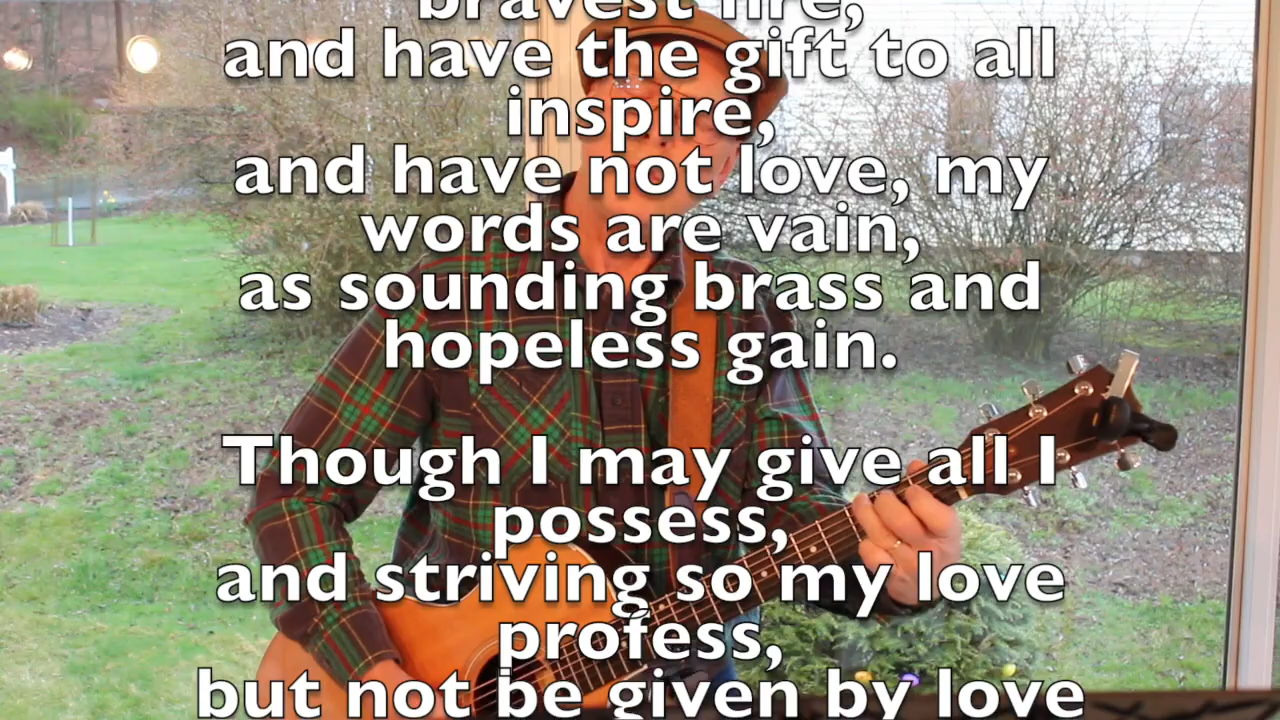 bravest fire,
and have the gift to all
inspire,
and have not love, my
words are vain,
as sounding brass and
hopeless gain.
Though I may give all I
possess,
and striving so my love
profess,
but not be given by love